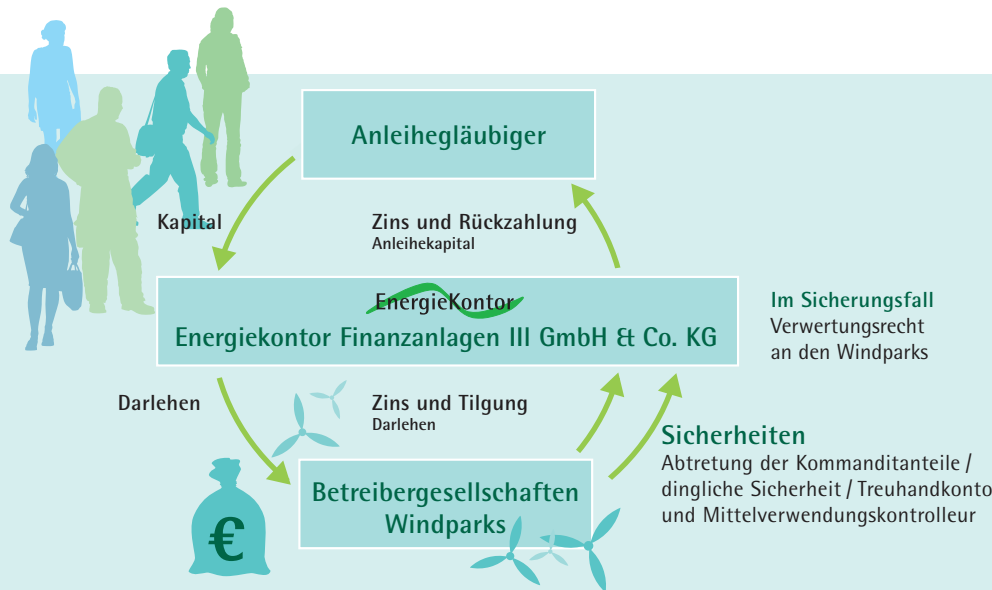 Anleihegläubiger
Kapital
Zins und Rückzahlung
Anleihekapital
EnergieKontor
Energiekontor Finanzanlagen III GmbH & Co. KG
Im Sicherungsfall
Verwertungsrecht
an den Windparks
Darlehen
Zins und Tilgung
Darlehen
Sicherheiten
Abtretung der Kommanditanteile /
dingliche Sicherheit / Treuhandkonto
und Mittelverwendungskontrolleur
Betreibergesellschaften
Windparks
€